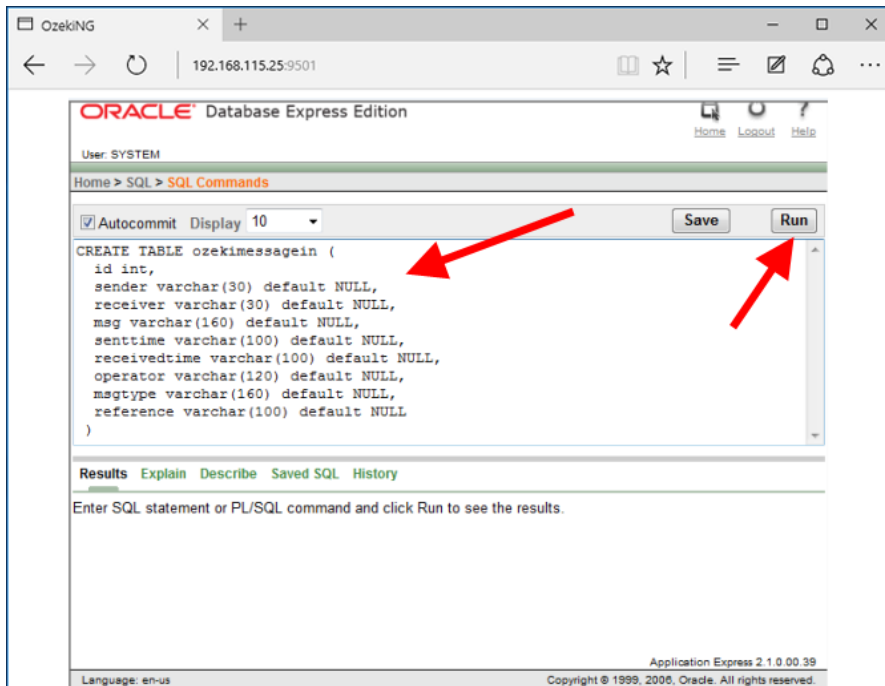 OzekiNG
192.168.115.25:9501
ORACLE Database Express Edition
Home Logout Help
User: SYSTEM
Home > SQL > SQL Commands
Autocommit Display 10 Save Run
CREATE TABLE ozekimessagein (
id int,
sender varchar(30) default NULL,
receiver varchar(30) default NULL,
msg varchar(160) default NULL,
senttime varchar(100) default NULL,
receivedtime varchar(100) default NULL,
operator varchar(120) default NULL,
msgtype varchar(160) default NULL,
reference varchar(100) default NULL
)
Results Explain Describe Saved SQL History
Enter SQL statement or PL/SQL command and click Run to see the results.
Application Express 2.1.0.00.39
Language: en-us Copyright © 1999, 2006, Oracle. All rights reserved.